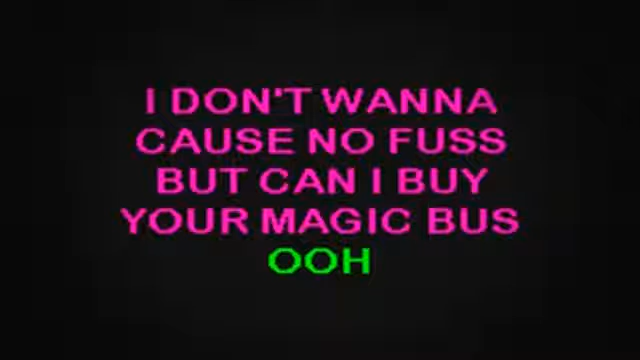 I DON'T WANNA
CAUSE NO FUSS
BUT CAN I BUY
YOUR MAGIC BUS
OOH